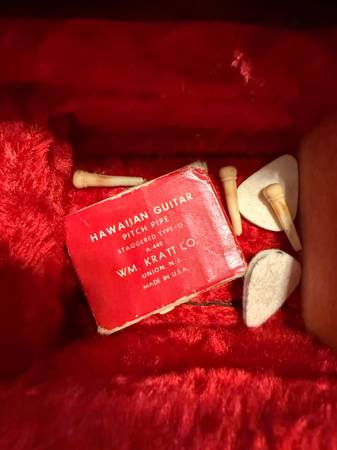 HAWAIIAN GUITAR
PITCH PIPE
STAGGERED TYPE-O
A-440
WM. KRATT CO.
UNION, N.J.
MADE IN U.S.A.